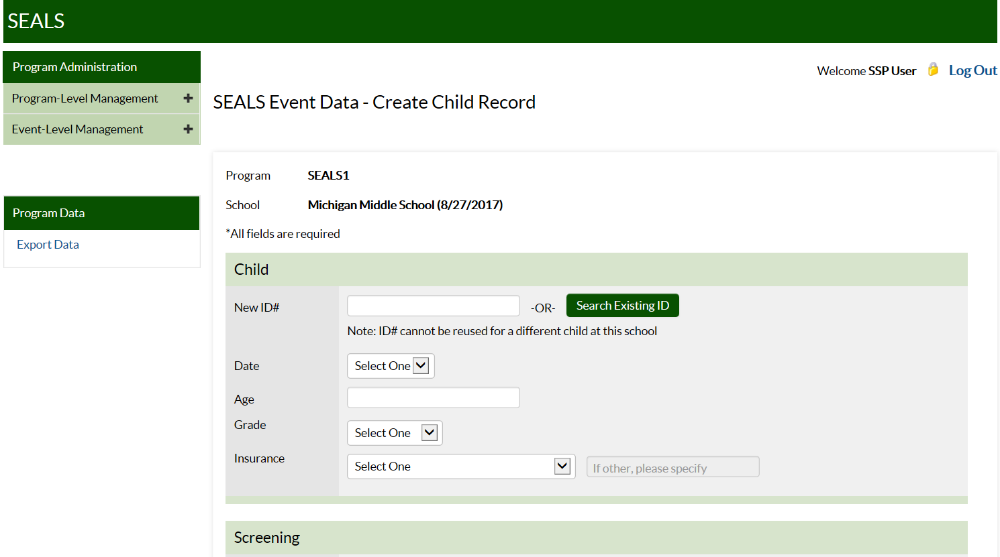 SEALS
Program Administration
Program-Level Management
Event-Level Management
Program Data
Export Data
Welcome SSP User Log Out
SEALS Event Data - Create Child Record
Program SEALS1
School Michigan Middle School (8/27/2017)
*All fields are required
Child
New ID# -OR- Search Existing ID
Note: ID# cannot be reused for a different child at this school
Date Select One
Age
Grade Select One
Insurance Select One If other, please specify
Screening